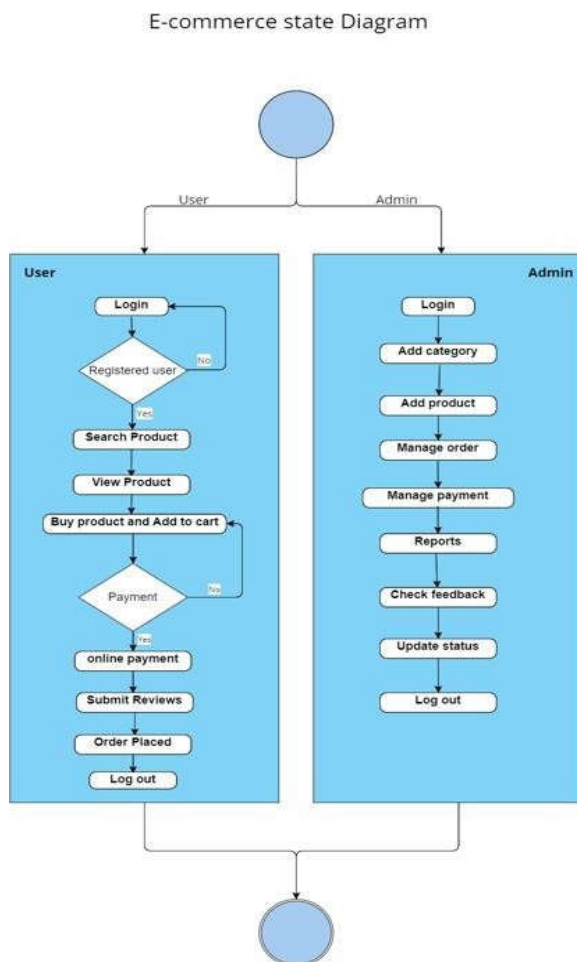 E-commerce state Diagram
User
Admin
User
Login
No
Registered user
Yes
Search Product
View Product
Buy product and Add to cart
Payment
No
Yes
online payment
Submit Reviews
Order Placed
Log out
Admin
Login
Add category
Add product
Manage order
Manage payment
Reports
Check feedback
Update status
Log out